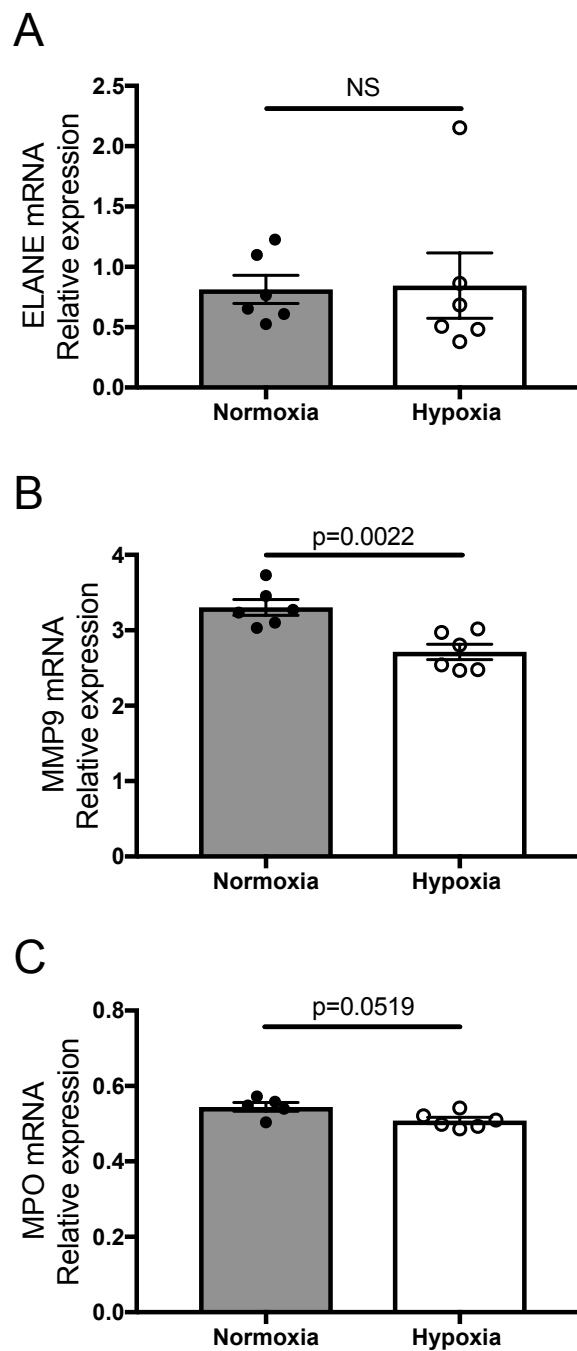 A
ELANE mRNA
Relative expression
2.5
2.0
1.5
1.0
0.5
0.0
NS
Normoxia
Hypoxia
B
MMP9 mRNA
Relative expression
4
3
2
1
0
p=0.0022
Normoxia
Hypoxia
C
MPO mRNA
Relative expression
0.8
0.6
0.4
0.2
0.0
p=0.0519
Normoxia
Hypoxia